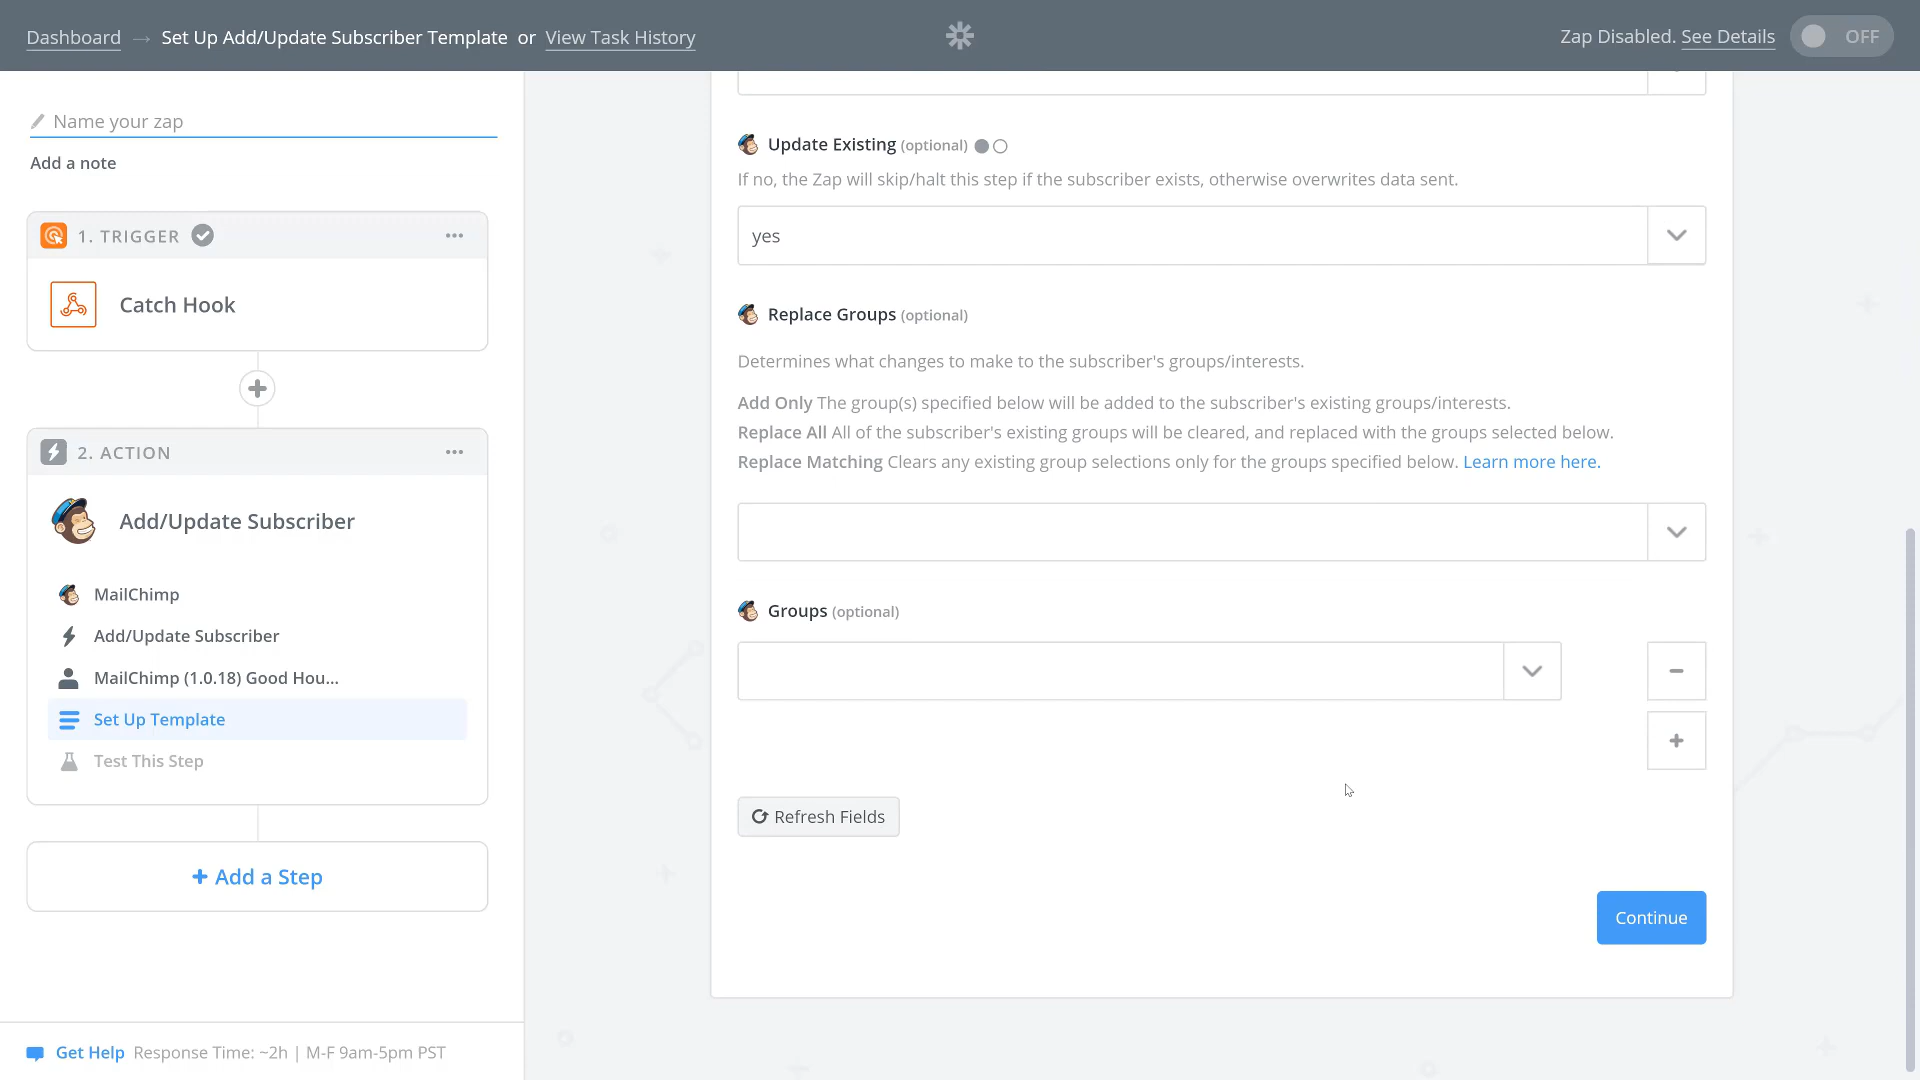 Dashboard → Set Up Add/Update Subscriber Template or View Task History
Zap Disabled. See Details OFF
Name your zap
Add a note
1. TRIGGER
Catch Hook
2. ACTION
Add/Update Subscriber
MailChimp
Add/Update Subscriber
MailChimp (1.0.18) Good Hou...
Set Up Template
Test This Step
+ Add a Step
Get Help Response Time: ~2h | M-F 9am-5pm PST
Update Existing (optional)
If no, the Zap will skip/halt this step if the subscriber exists, otherwise overwrites data sent.
yes
Replace Groups (optional)
Determines what changes to make to the subscriber's groups/interests.
Add Only The group(s) specified below will be added to the subscriber's existing groups/interests.
Replace All All of the subscriber's existing groups will be cleared, and replaced with the groups selected below.
Replace Matching Clears any existing group selections only for the groups specified below. Learn more here.
Groups (optional)
Refresh Fields
Continue